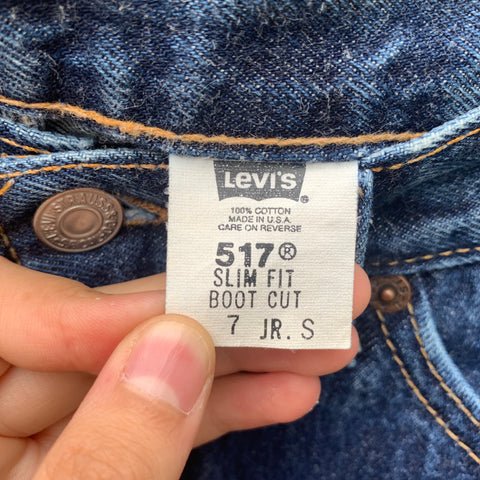 LEVI'S®
100% COTTON
MADE IN U.S.A.
CARE ON REVERSE
517®
SLIM FIT
BOOT CUT
7 JR. S